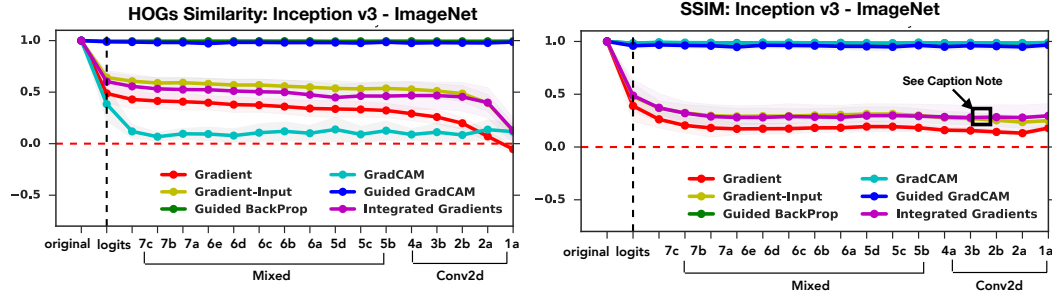 HOGs Similarity: Inception v3 - ImageNet
1.0
0.5
0.0
−0.5
Gradient
Gradient-Input
Guided BackProp
GradCAM
Guided GradCAM
Integrated Gradients
original logits 7c 7b 7a 6e 6d 6c 6b 6a 5d 5c 5b 4a 3b 2b 2a 1a
Mixed Conv2d
SSIM: Inception v3 - ImageNet
1.0
See Caption Note
0.5
0.0
−0.5
Gradient
Gradient-Input
Guided BackProp
GradCAM
Guided GradCAM
Integrated Gradients
original logits 7c 7b 7a 6e 6d 6c 6b 6a 5d 5c 6e 5b 4a 3b 2b 2a 1a
Mixed Conv2d